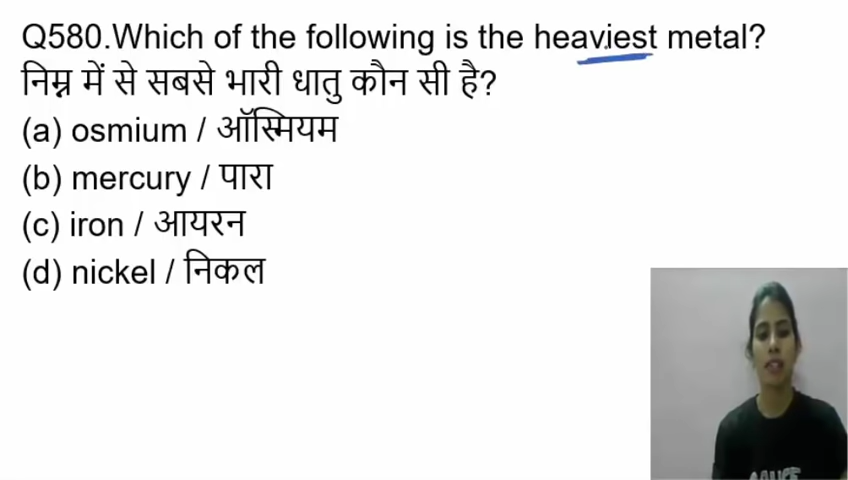 Q580.Which of the following is the heaviest metal?
निम्न में से सबसे भारी धातु कौन सी है?
(a) osmium / ऑस्मियम
(b) mercury / पारा
(c) iron / आयरन
(d) nickel / निकल